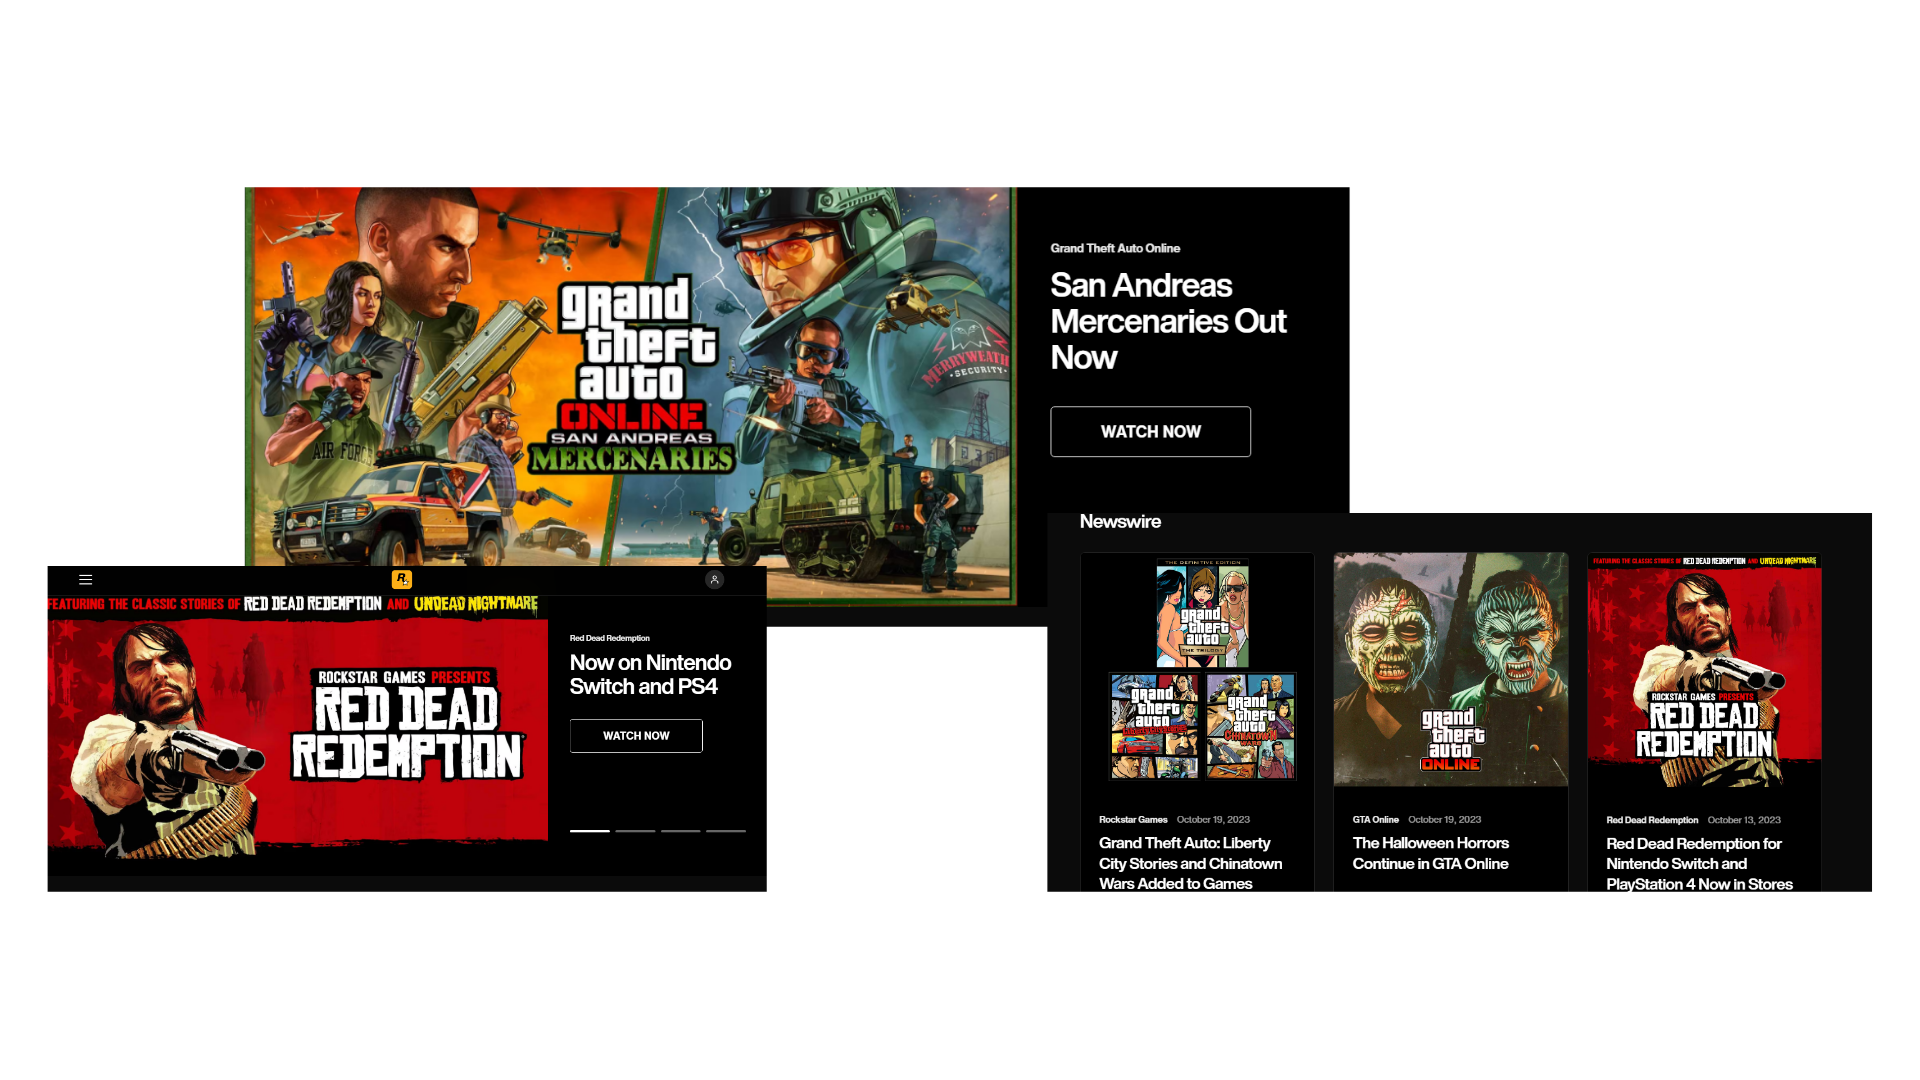 grand
theft
auto
ONLINE
SAN ANDREAS
MERCENARIES
AIR FORCE
MERRYWEATH
·SECURITY·
Grand Theft Auto Online
San Andreas
Mercenaries Out
Now
WATCH NOW
R
FEATURING THE CLASSIC STORIES OF RED DEAD REDEMPTION AND UNDEAD NIGHTMARE
ROCKSTAR GAMES PRESENTS
RED DEAD
REDEMPTION
Red Dead Redemption
Now on Nintendo
Switch and PS4
WATCH NOW
Newswire
THE DEFINITIVE EDITION
grand
theft
auto
THE TRILOGY
grand
theft
auto
grand
theft
auto
CHINATOWN
WARS
Rockstar Games October 19, 2023
Grand Theft Auto: Liberty
City Stories and Chinatown
Wars Added to Games
grand
theft
auto
ONLINE
GTA Online October 19, 2023
The Halloween Horrors
Continue in GTA Online
FEATURING THE CLASSIC STORIES OF RED DEAD REDEMPTION AND UNDEAD NIGHTMARE
ROCKSTAR GAMES PRESENTS
RED DEAD
REDEMPTION
Red Dead Redemption October 13, 2023
Red Dead Redemption for
Nintendo Switch and
PlayStation 4 Now in Stores